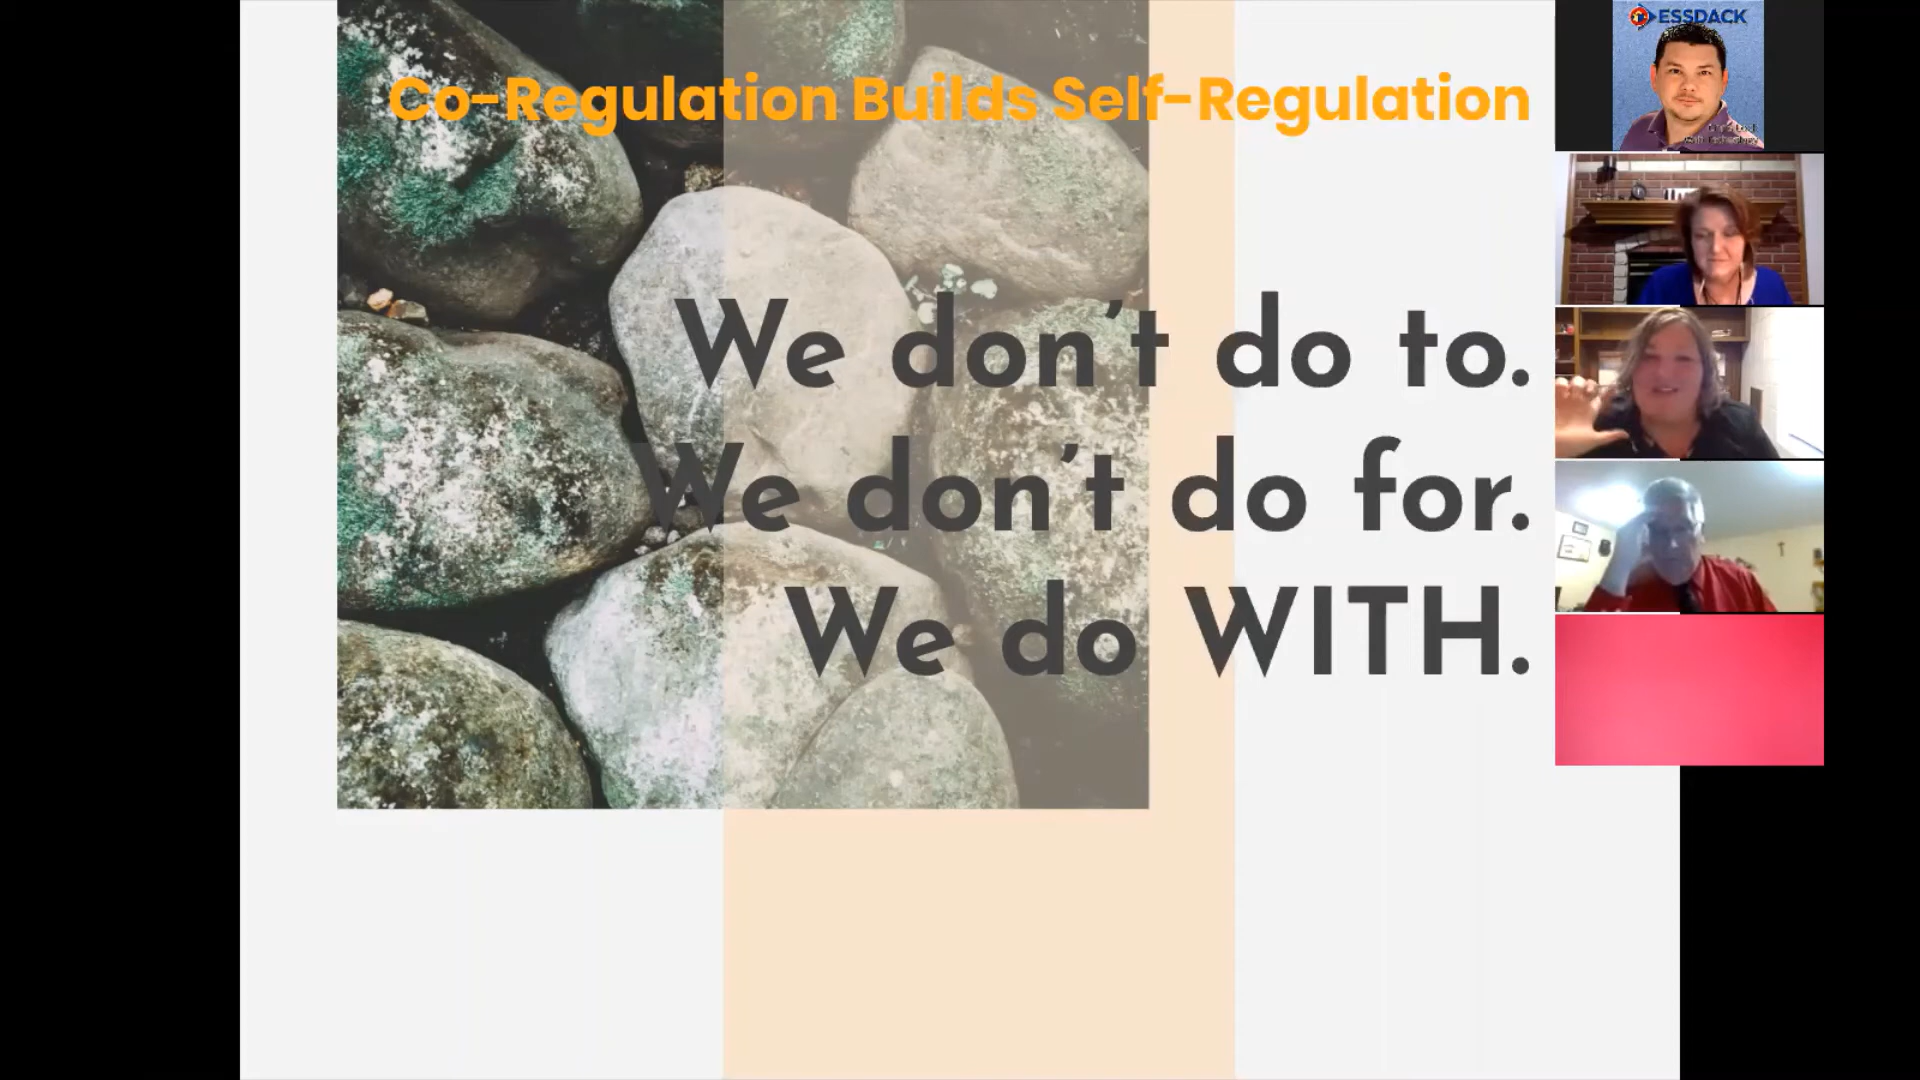 Co-Regulation Builds Self-Regulation
We don't do to.
We don't do for.
We do WITH.
ESSDACK